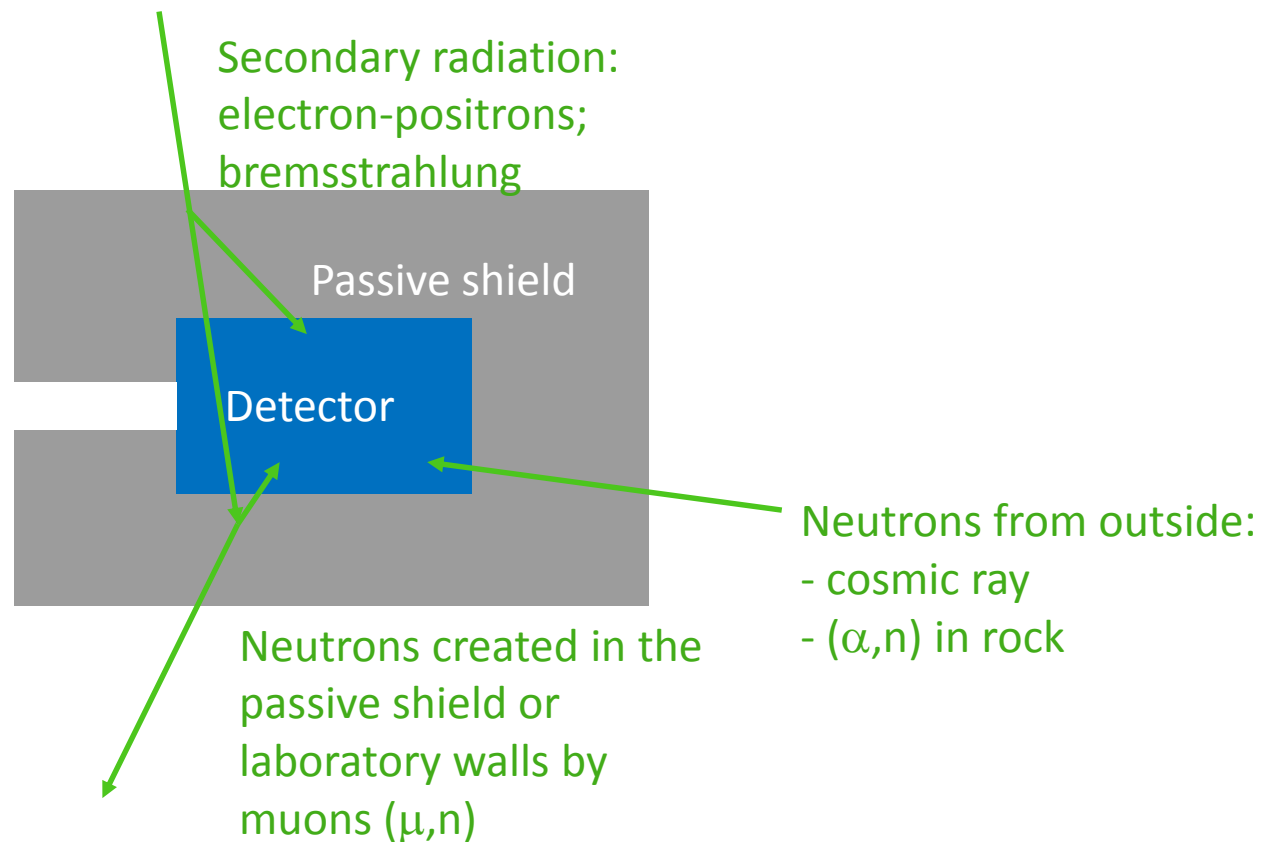 Secondary radiation:
electron-positrons;
bremsstrahlung
Passive shield
Detector
Neutrons from outside:
- cosmic ray
- (α,n) in rock
Neutrons created in the
passive shield or
laboratory walls by
muons (μ,n)